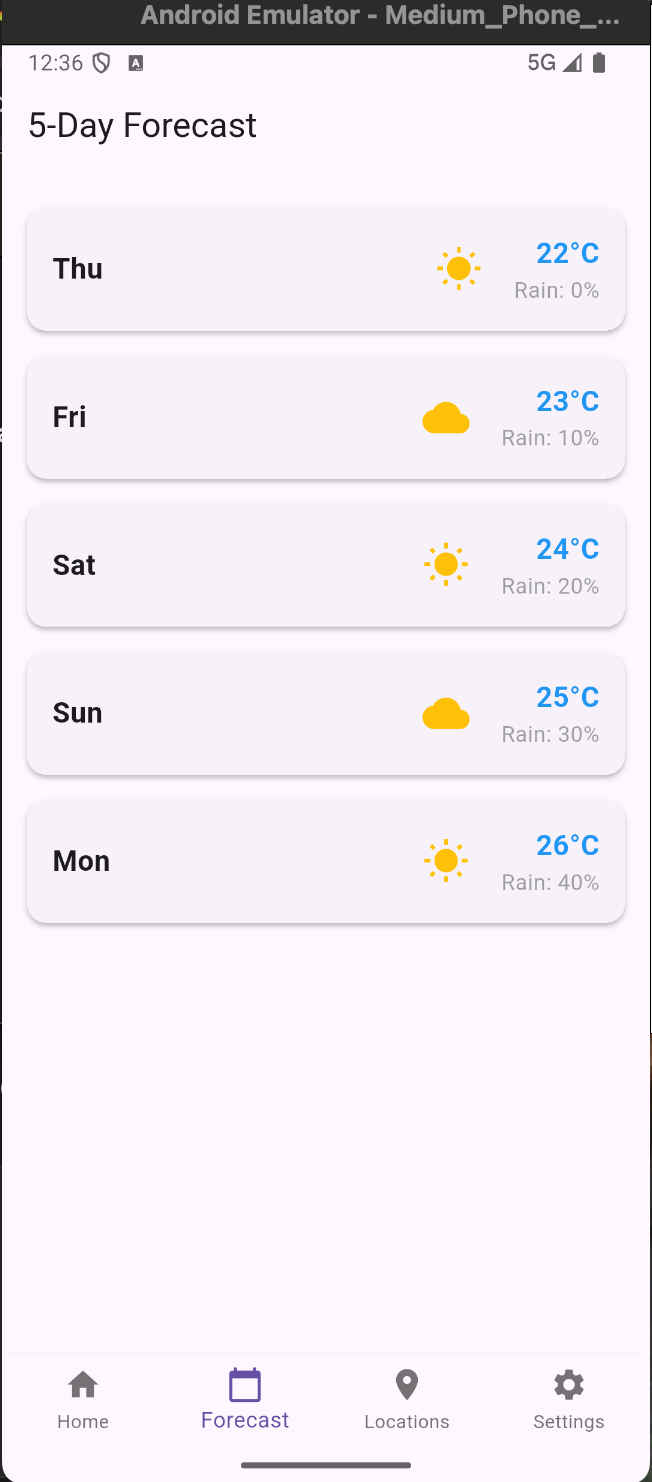 Android Emulator - Medium_Phone_...
12:36 A 5G
5-Day Forecast
Thu
22°C
Rain: 0%
Fri
23°C
Rain: 10%
Sat
24°C
Rain: 20%
Sun
25°C
Rain: 30%
Mon
26°C
Rain: 40%
Home Forecast Locations Settings